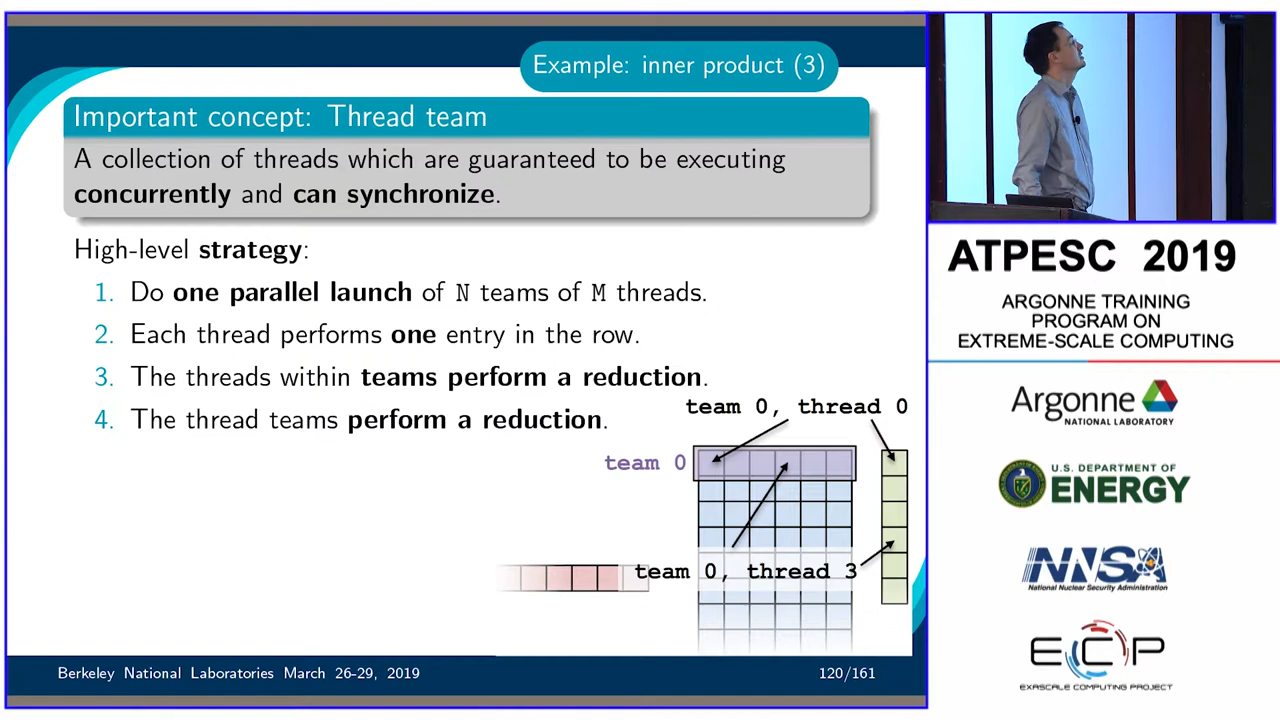 Example: inner product (3)
Important concept: Thread team
A collection of threads which are guaranteed to be executing
concurrently and can synchronize.
High-level strategy:
1. Do one parallel launch of N teams of M threads.
2. Each thread performs one entry in the row.
3. The threads within teams perform a reduction.
4. The thread teams perform a reduction.
team 0, thread 0
team 0
team 0, thread 3
Berkeley National Laboratories March 26-29, 2019
120/161
ATPESC 2019
ARGONNE TRAINING
PROGRAM ON
EXTREME-SCALE COMPUTING
Argonne
NATIONAL LABORATORY
U.S. DEPARTMENT OF
ENERGY
NNSA
National Nuclear Security Administration
ECP
EXASCALE COMPUTING PROJECT